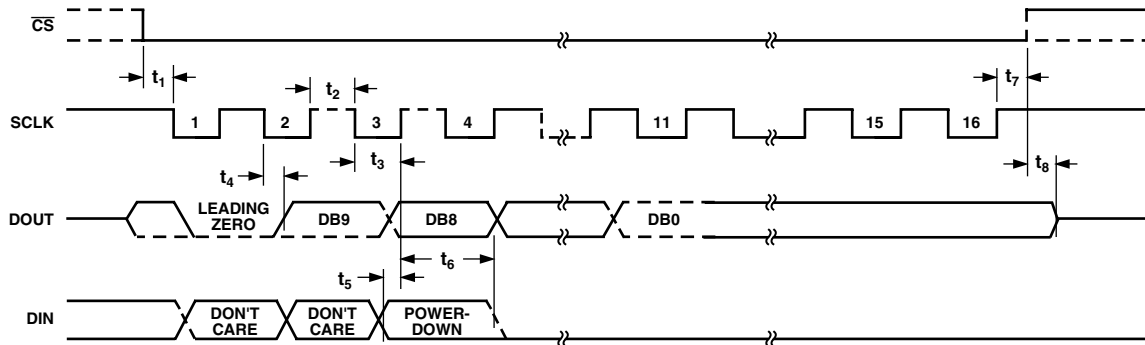 CS
t1
t7
t2
SCLK
1
2
3
4
11
15
16
t3
t4
t8
DOUT
LEADING
ZERO
DB9
DB8
DB0
t5
t6
DIN
DON'T
CARE
DON'T
CARE
POWER-
DOWN